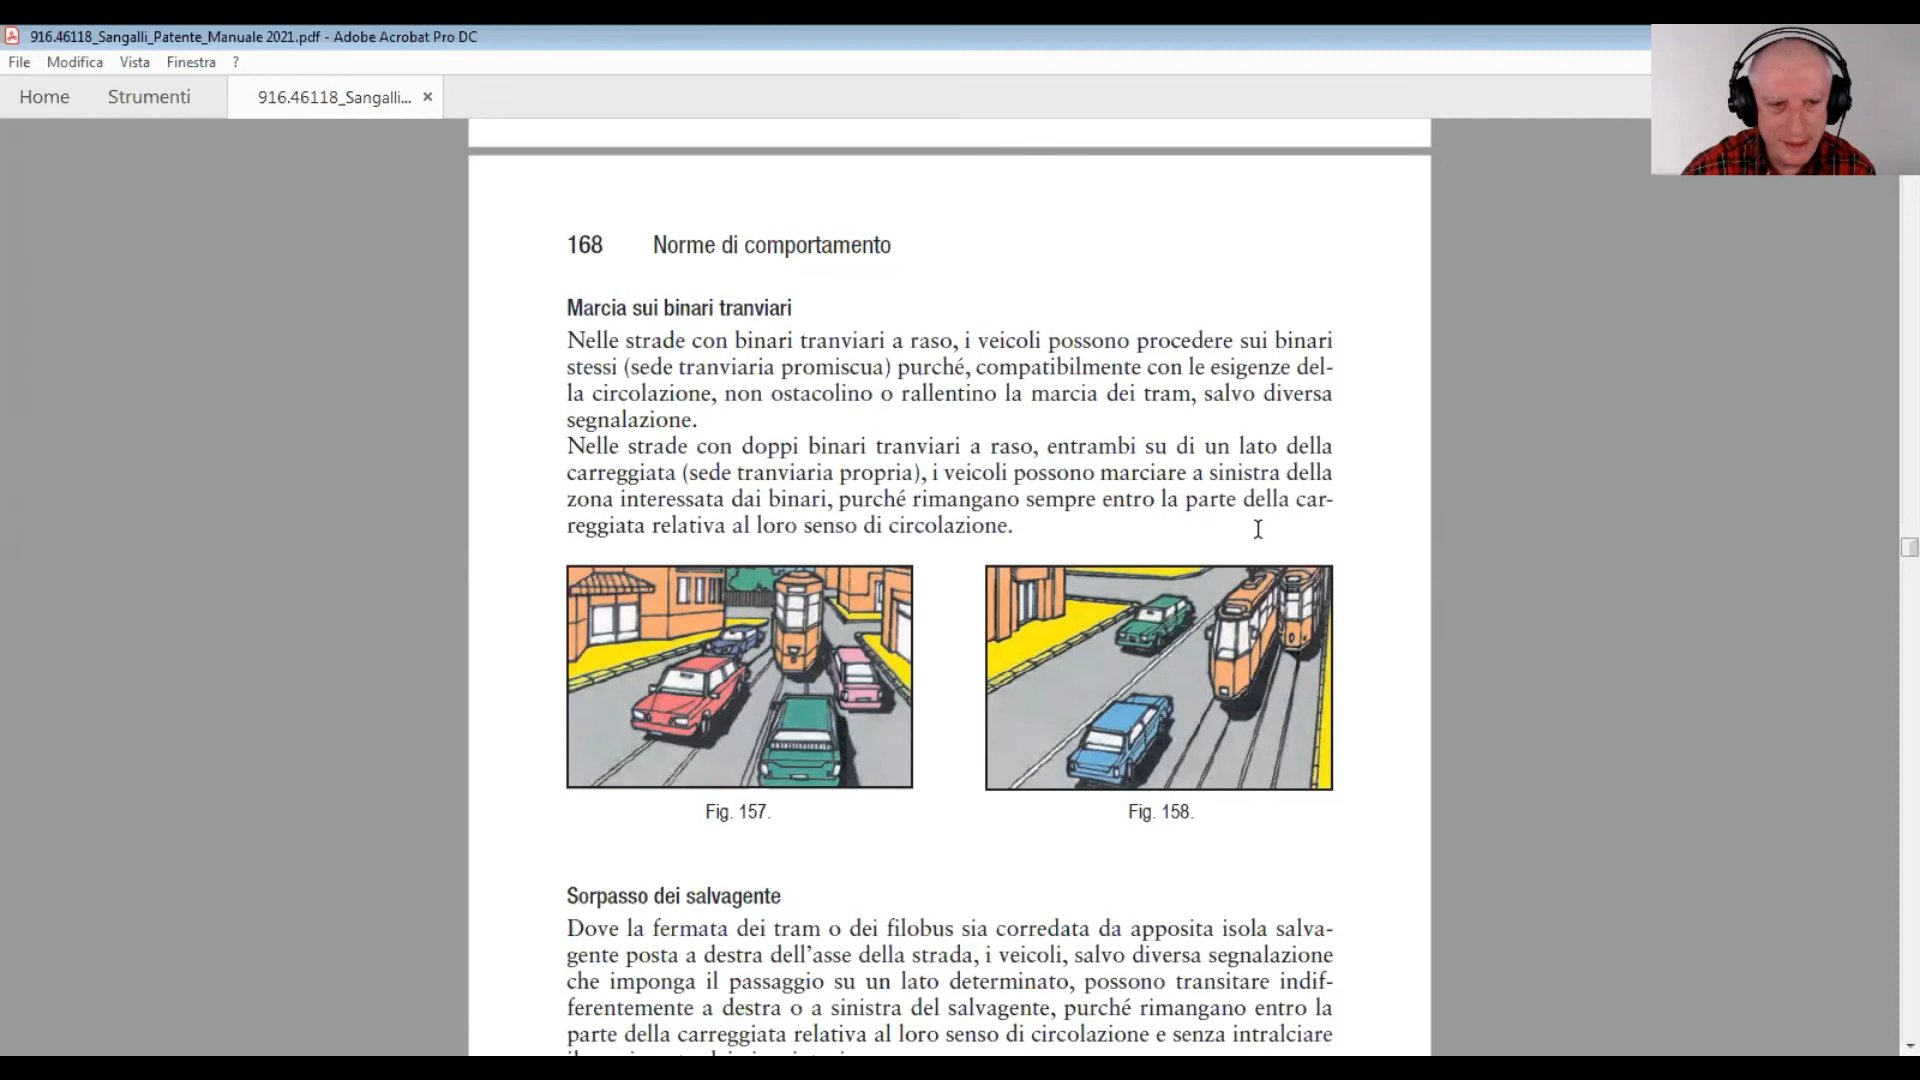 916.46118_Sangalli_Patente_Manuale 2021.pdf - Adobe Acrobat Pro DC
File Modifica Vista Finestra ?
Home Strumenti 916.46118_Sangalli... ×
168 Norme di comportamento
Marcia sui binari tranviari
Nelle strade con binari tranviari a raso, i veicoli possono procedere sui binari
stessi (sede tranviaria promiscua) purché, compatibilmente con le esigenze del-
la circolazione, non ostacolino o rallentino la marcia dei tram, salvo diversa
segnalazione.
Nelle strade con doppi binari tranviari a raso, entrambi su di un lato della
carreggiata (sede tranviaria propria), i veicoli possono marciare a sinistra della
zona interessata dai binari, purché rimangano sempre entro la parte della car-
reggiata relativa al loro senso di circolazione.
Fig. 157.
Fig. 158.
Sorpasso dei salvagente
Dove la fermata dei tram o dei filobus sia corredata da apposita isola salva-
gente posta a destra dell'asse della strada, i veicoli, salvo diversa segnalazione
che imponga il passaggio su un lato determinato, possono transitare indif-
ferentemente a destra o a sinistra del salvagente, purché rimangano entro la
parte della carreggiata relativa al loro senso di circolazione e senza intralciare